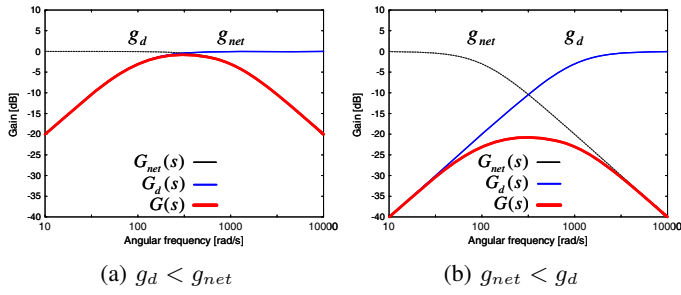 g_d g_net
10
5
0
-5
-10
-15
-20
-25
-30
-35
-40
Gain [dB]
G_net(s)
G_d(s)
G(s)
10 100 1000 10000
Angular frequency [rad/s]
(a) g_d < g_net
g_net g_d
10
5
0
-5
-10
-15
-20
-25
-30
-35
-40
Gain [dB]
G_net(s)
G_d(s)
G(s)
10 100 1000 10000
Angular frequency [rad/s]
(b) g_net < g_d